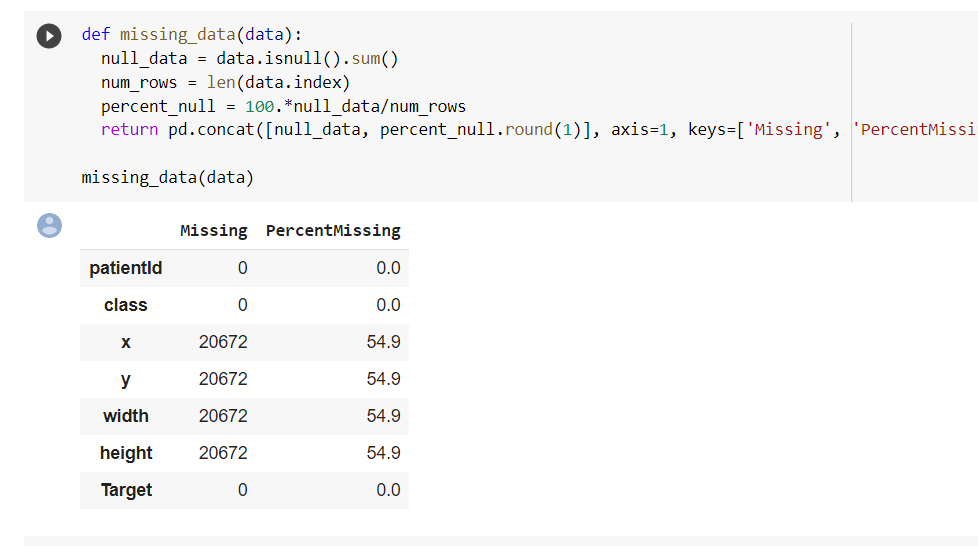 def missing_data(data):
null_data = data.isnull().sum()
num_rows = len(data.index)
percent_null = 100.*null_data/num_rows
return pd.concat([null_data, percent_null.round(1)], axis=1, keys=['Missing', 'PercentMissi
missing_data(data)
Missing PercentMissing
patientId 0 0.0
class 0 0.0
x 20672 54.9
y 20672 54.9
width 20672 54.9
height 20672 54.9
Target 0 0.0